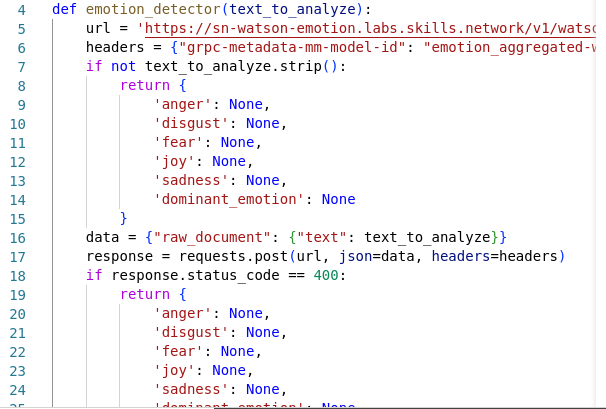 4 def emotion_detector(text_to_analyze):
5 url = 'https://sn-watson-emotion.labs.skills.network/v1/watso
6 headers = {"grpc-metadata-mm-model-id": "emotion_aggregated-w
7 if not text_to_analyze.strip():
8 return {
9 'anger': None,
10 'disgust': None,
11 'fear': None,
12 'joy': None,
13 'sadness': None,
14 'dominant_emotion': None
15 }
16 data = {"raw_document": {"text": text_to_analyze}}
17 response = requests.post(url, json=data, headers=headers)
18 if response.status_code == 400:
19 return {
20 'anger': None,
21 'disgust': None,
22 'fear': None,
23 'joy': None,
24 'sadness': None,
25 'dominant_emotion': None